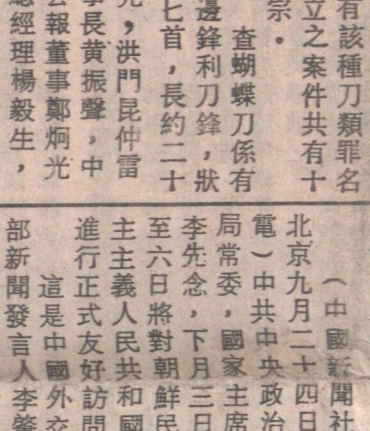 有該種刀類罪名
立之案件共有十
宗。
查蝴蝶刀係有
邊鋒利刀鋒,狀
七首,長約二十
,洪門昆仲雷
事長黃振聲,中
公報董事鄭炯光
總經理楊毅生,
(中國新聞社
北京九月二十四日
電)中共中央政治
局常委,國家主席
李先念,下月三日
至六日將對朝鮮民
主主義人民共和國
進行正式友好訪問
這是中國外交
部新聞發言人李肇